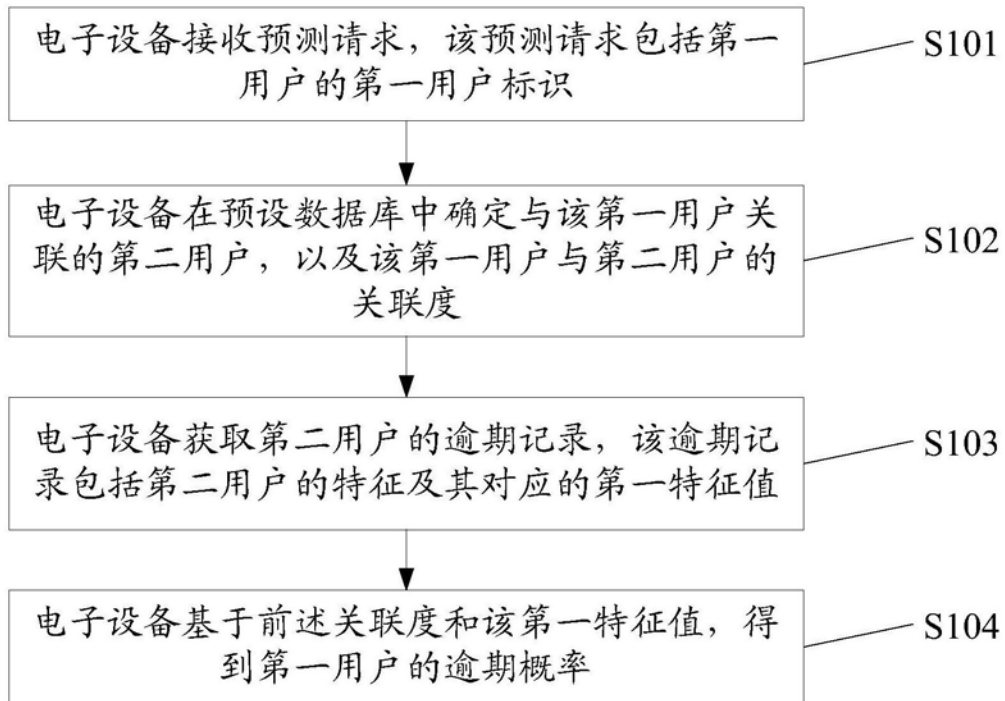 电子设备接收预测请求，该预测请求包括第一
用户的第一用户标识
S101
电子设备在预设数据库中确定与该第一用户关
联的第二用户，以及该第一用户与第二用户的
关联度
S102
电子设备获取第二用户的逾期记录，该逾期记
录包括第二用户的特征及其对应的第一特征值
S103
电子设备基于前述关联度和该第一特征值，得
到第一用户的逾期概率
S104